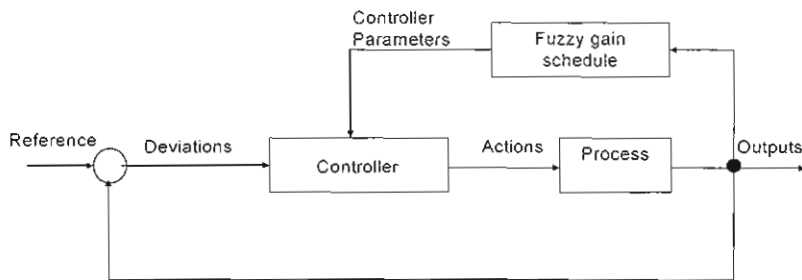 Controller
Parameters
Fuzzy gain
schedule
Reference
Deviations
Controller
Actions
Process
Outputs